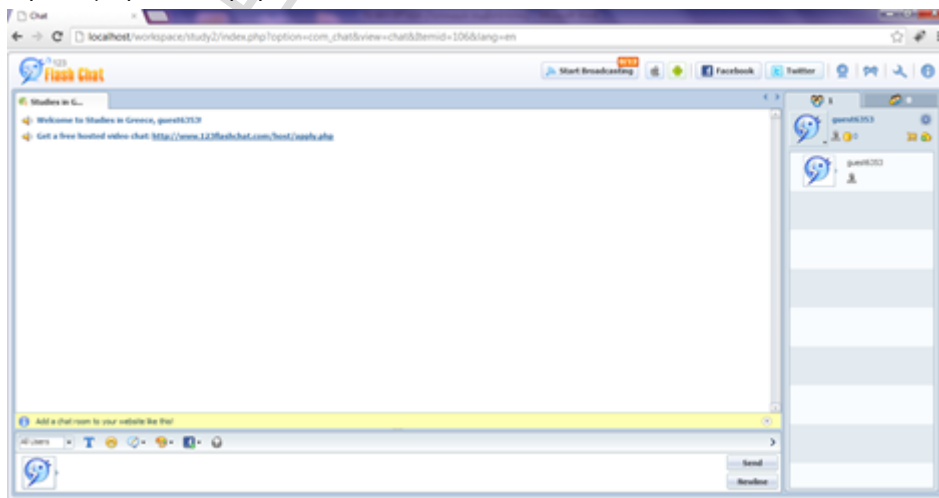 Chat
localhost/workspace/study2/index.php?option=com_chat&view=chat&Itemid=106&lang=en
123
Flash Chat
Start Broadcasting
Facebook
Twitter
Studies in G...
Welcome to Studies in Greece, guest6353!
Get a free hosted video chat: http://www.123flashchat.com/host/apply.php
guest6353
guest6353
Add a chat room to your website like this!
All users
Send
Newline